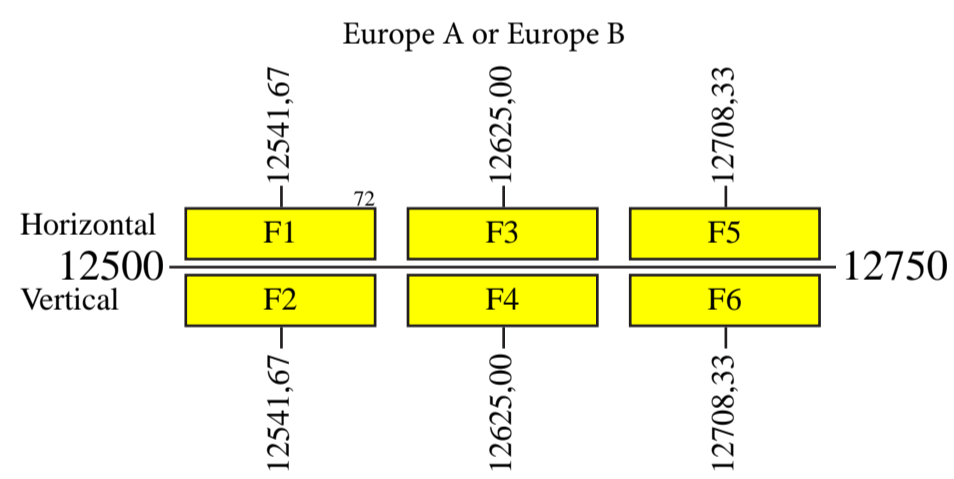 Europe A or Europe B
12541,67 12625,00 12708,33
72
Horizontal F1 F3 F5
12500 12750
Vertical F2 F4 F6
12541,67 12625,00 12708,33